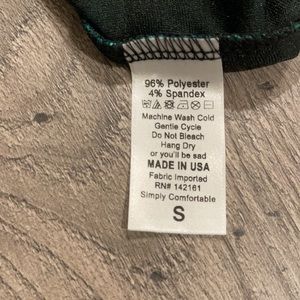 96% Polyester
4% Spandex
Machine Wash Cold
Gentle Cycle
Do Not Bleach
Hang Dry
or you'll be sad
MADE IN USA
Fabric Imported
RN# 142161
Simply Comfortable
S